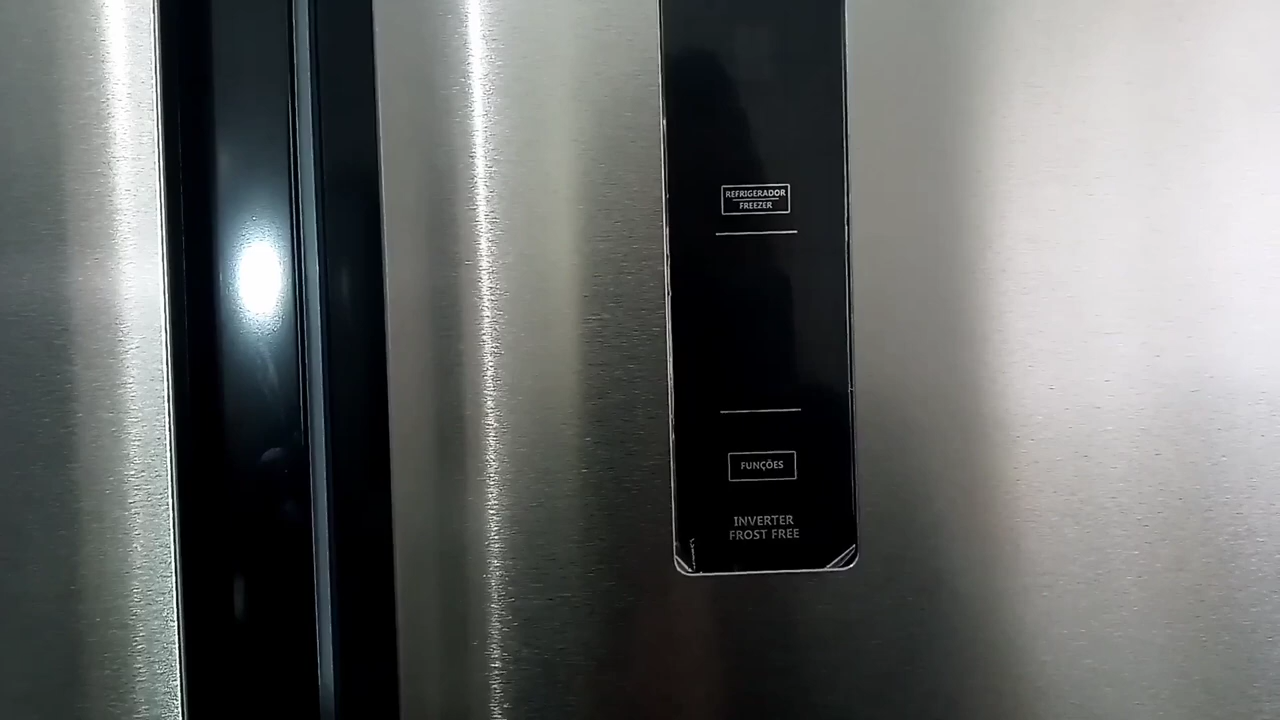 REFRIGERADOR
FREEZER
FUNÇÕES
INVERTER
FROST FREE